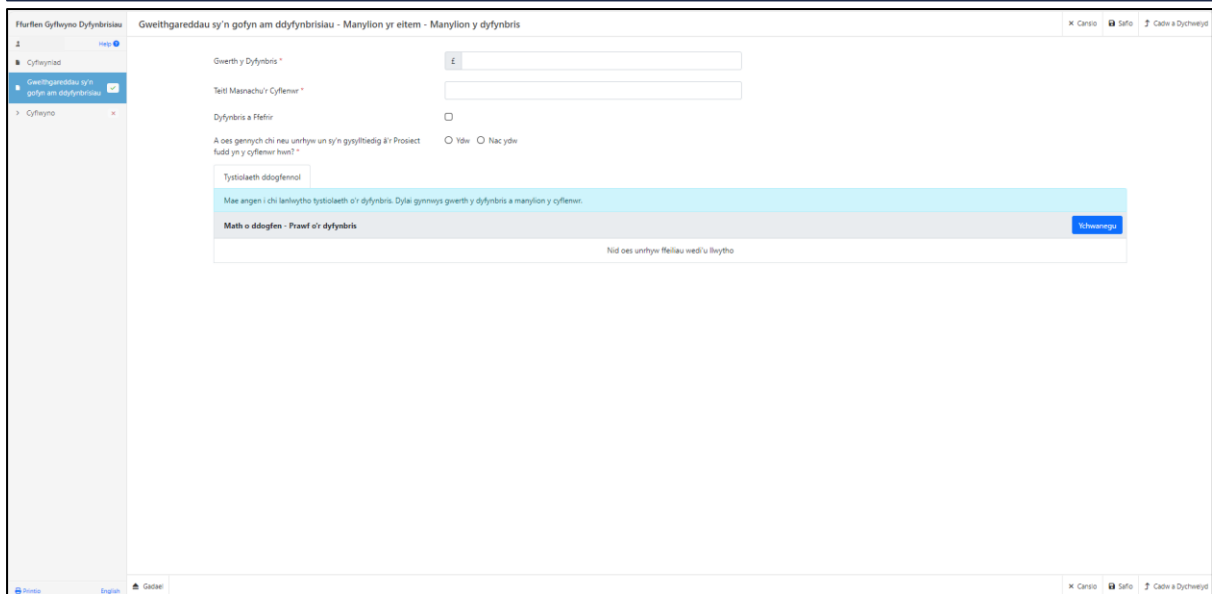 Ffurflen Gyflwyno Dyfynbrisiau
Gweithgareddau sy'n gofyn am ddyfynbrisiau - Manylion yr eitem - Manylion y dyfynbris
Cansio
Safio
Cadw a Dychwelyd
Help
Cyflwyniad
Gweithgareddau sy'n
gofyn am ddyfynbrisiau
Cyflwyno
Gwerth y Dyfynbris *
£
Teitl Masnachu'r Cyflenwr *
Dyfynbris a Ffefrir
A oes gennych chi neu unrhyw un sy'n gysylltiedig â'r Prosiect
fudd yn y cyflenwr hwn? *
Ydw
Nac ydw
Tystiolaeth ddogfennol
Mae angen i chi lanlwytho tystiolaeth o'r dyfynbris. Dylai gynnwys gwerth y dyfynbris a manylion y cyflenwr.
Math o ddogfen - Prawf o'r dyfynbris
Ychwanegu
Nid oes unrhyw ffeiliau wedi'u llwytho
Printio
English
Gadael
Cansio
Safio
Cadw a Dychwelyd